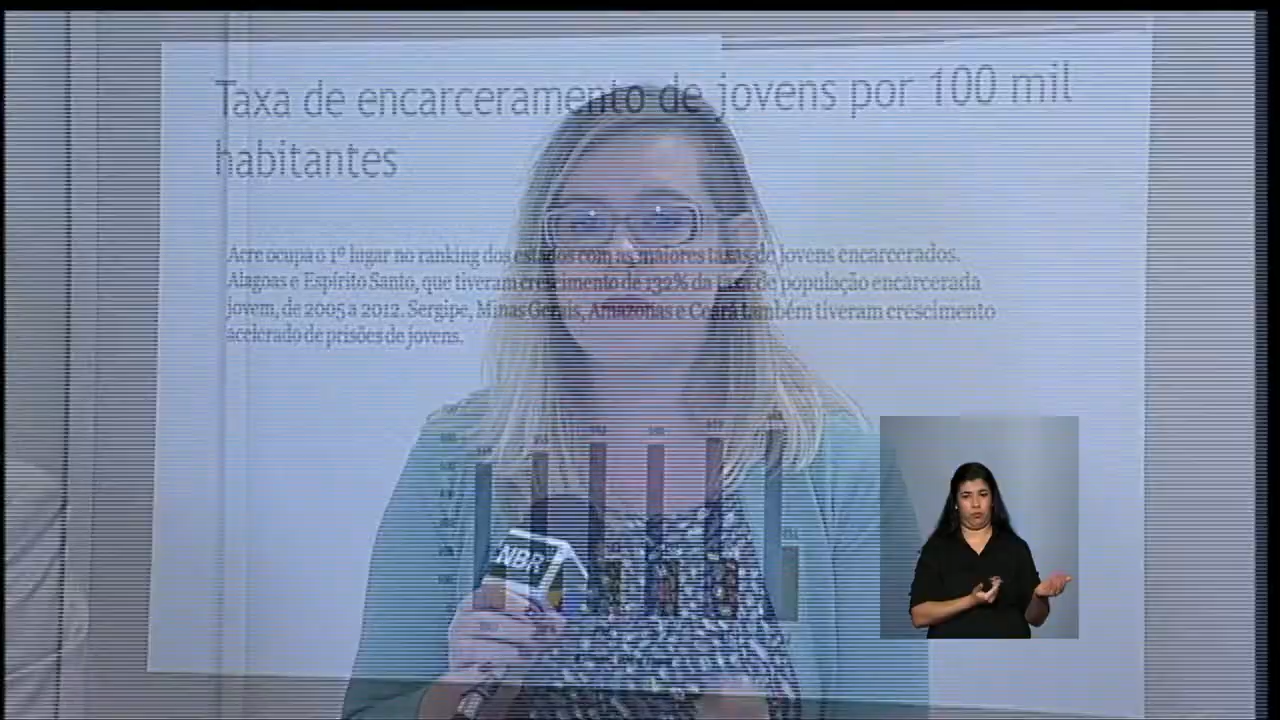 Taxa de encarceramento de jovens por 100 mil
habitantes
Acre ocupa o 1º lugar no ranking dos estados com as maiores taxas de jovens encarcerados.
Alagoas e Espírito Santo, que tiveram crescimento de 132% da taxa de população encarcerada
jovem, de 2005 a 2012. Sergipe, Minas Gerais, Amazonas e Ceará também tiveram crescimento
acelerado de prisões de jovens.
NBR